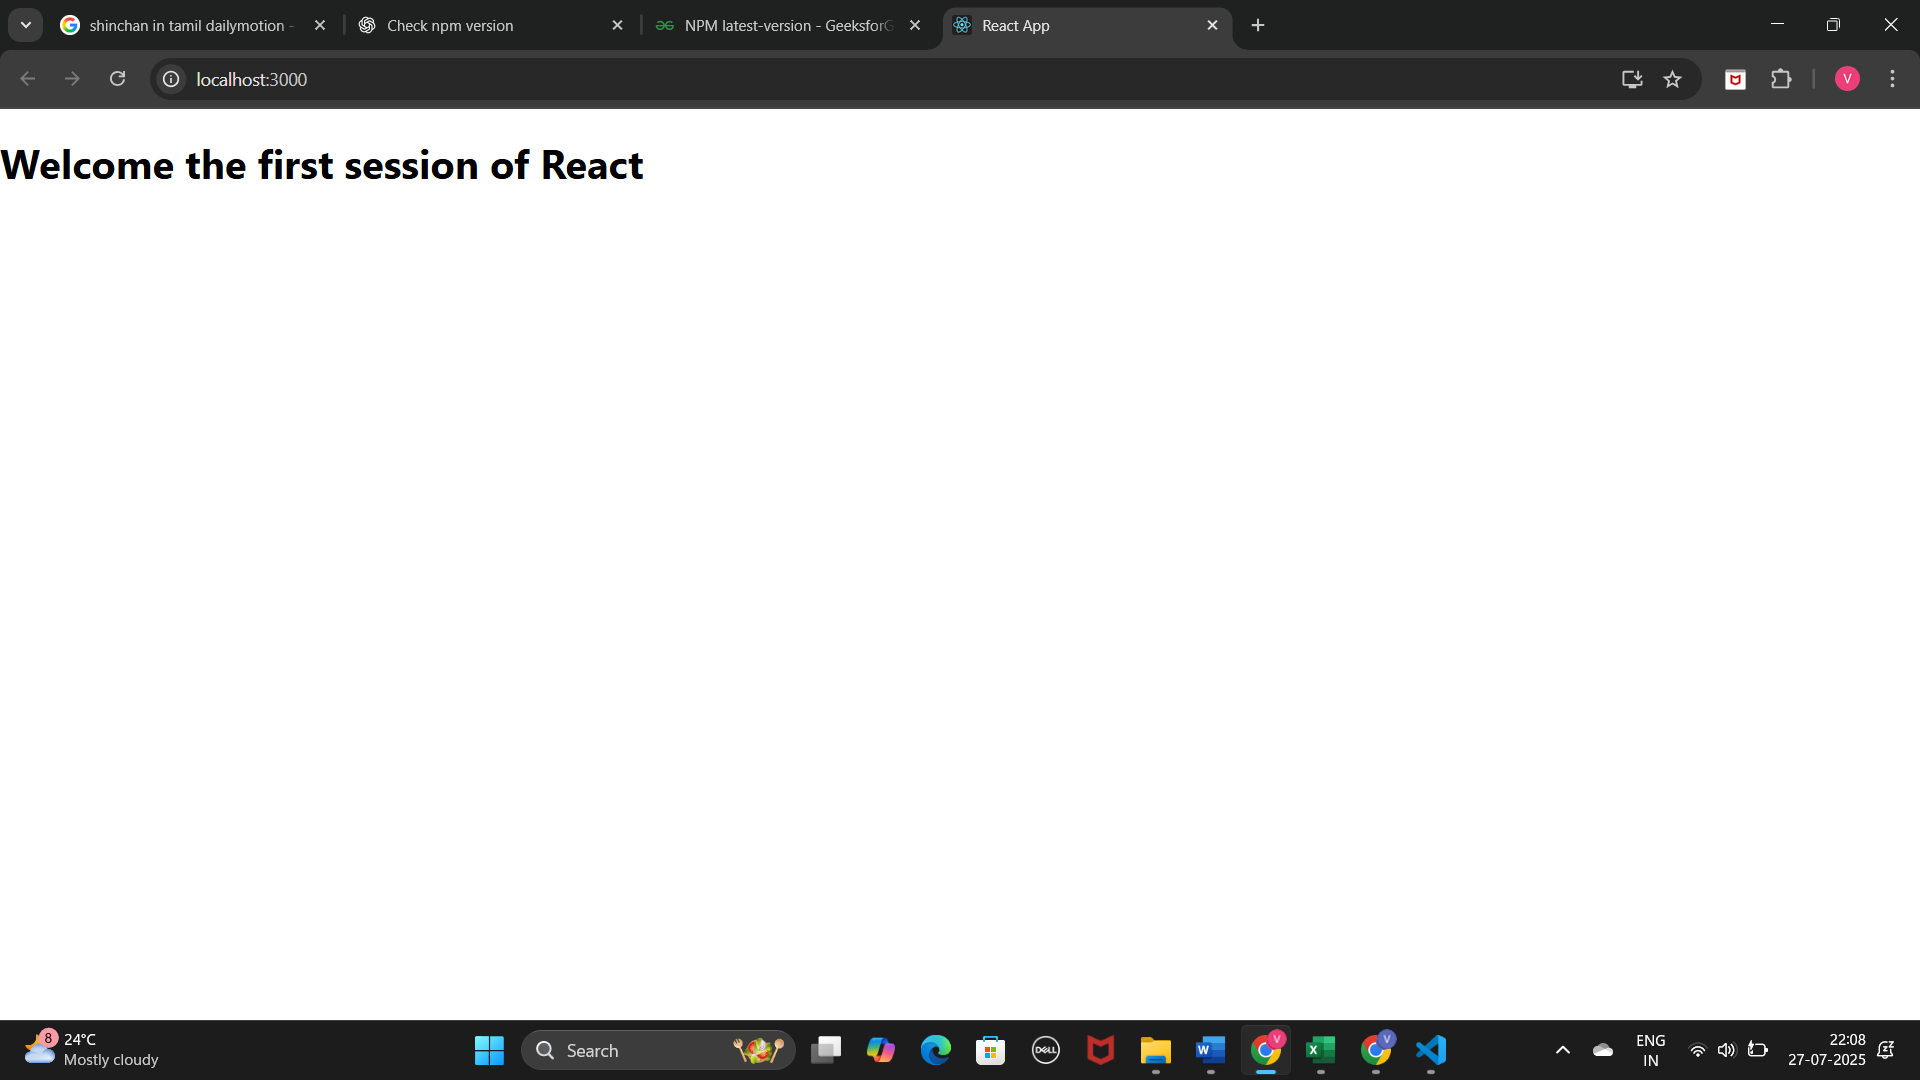 shinchan in tamil dailymotion -
Check npm version
NPM latest-version - GeeksforG
React App
localhost:3000
V
Welcome the first session of React
8
24°C
Mostly cloudy
Search
DELL
W
V
X
V
ENG
IN
22:08
27-07-2025